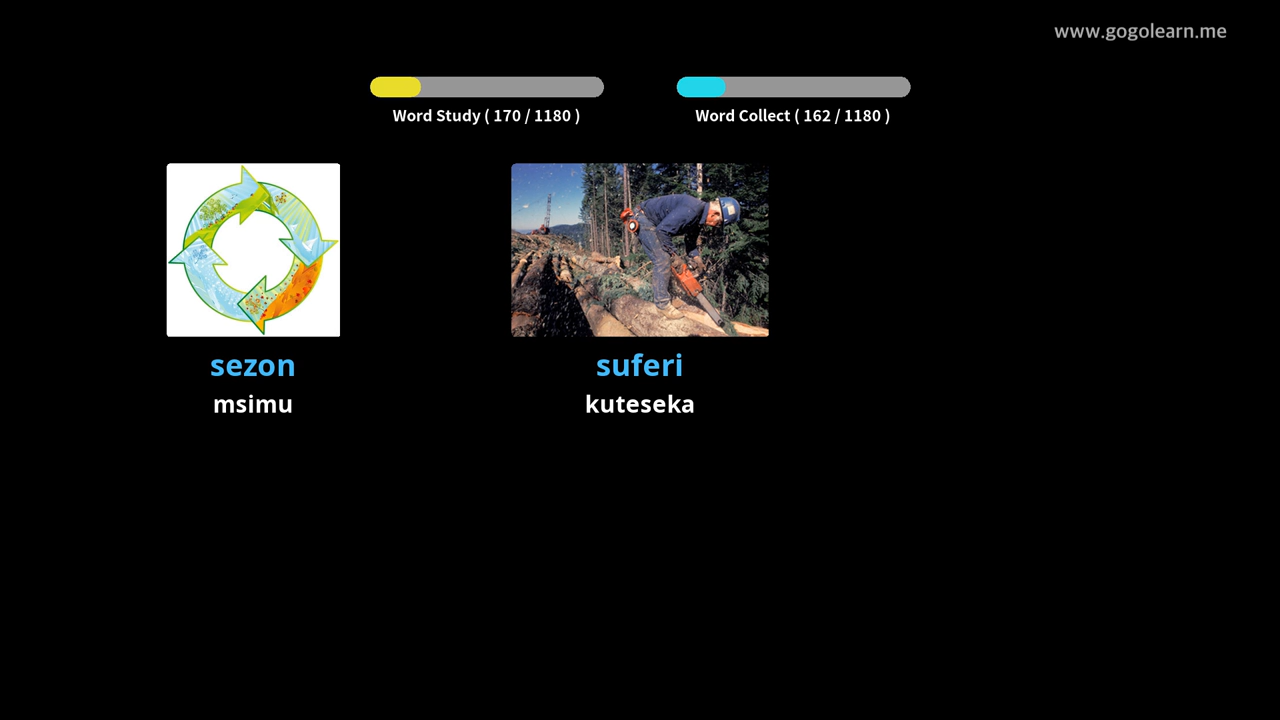 www.gogolearn.me
Word Study ( 170 / 1180 )
Word Collect ( 162 / 1180 )
sezon
msimu
suferi
kuteseka